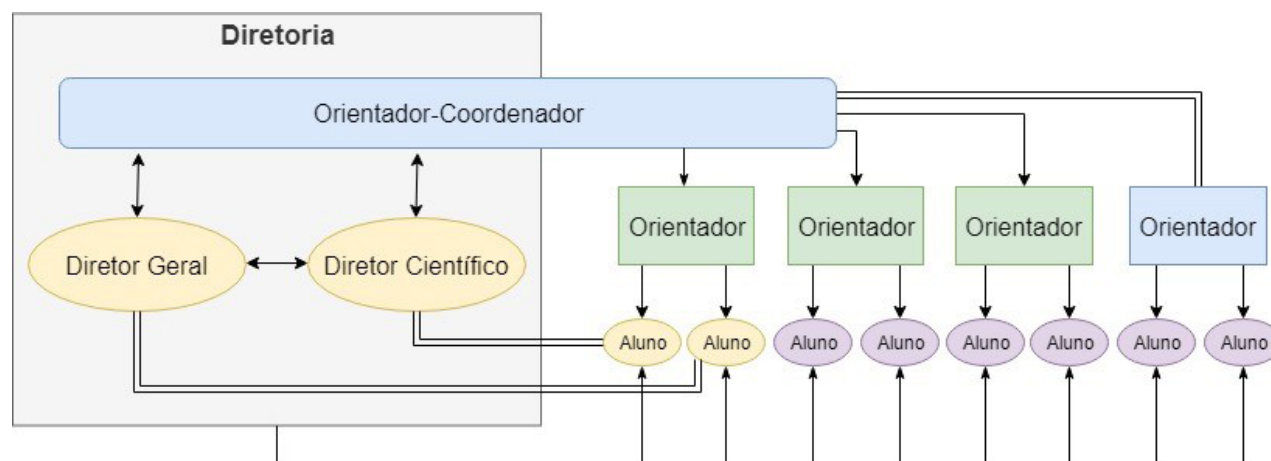 Diretoria
Orientador-Coordenador
Orientador
Orientador
Orientador
Orientador
Diretor Geral
Diretor Científico
Aluno
Aluno
Aluno
Aluno
Aluno
Aluno
Aluno
Aluno